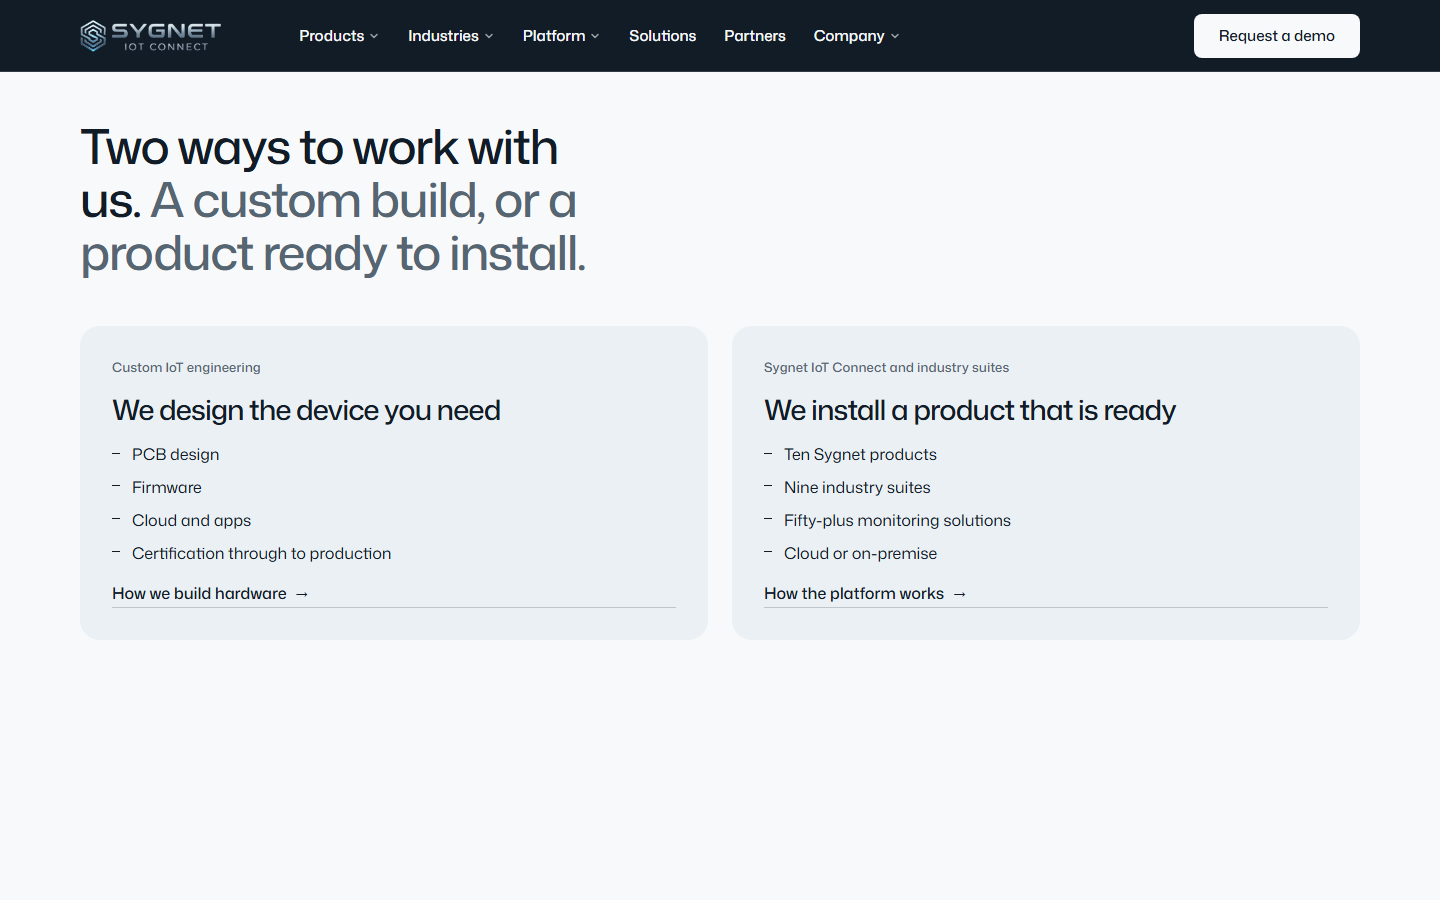 SYGNET
IOT CONNECT
Products
Industries
Platform
Solutions
Partners
Company
Request a demo
Two ways to work with
us. A custom build, or a
product ready to install.
Custom IoT engineering
We design the device you need
– PCB design
– Firmware
– Cloud and apps
– Certification through to production
How we build hardware →
Sygnet IoT Connect and industry suites
We install a product that is ready
– Ten Sygnet products
– Nine industry suites
– Fifty-plus monitoring solutions
– Cloud or on-premise
How the platform works →